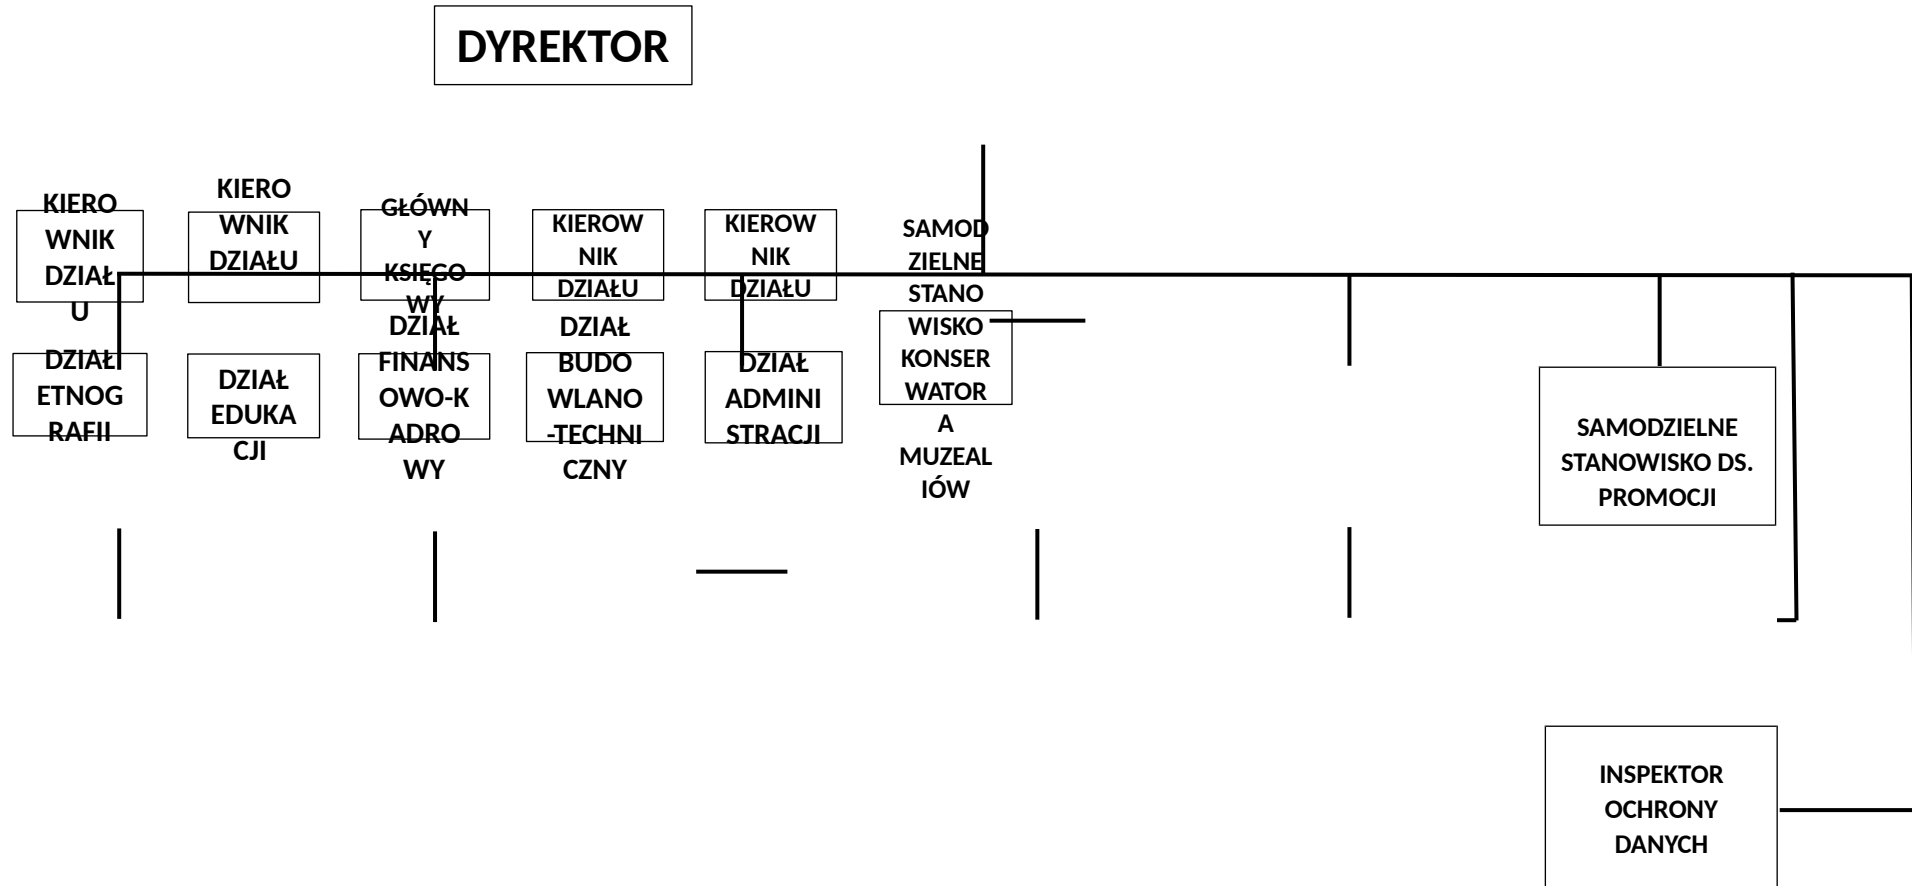 DYREKTOR
KIERO
WNIK
DZIAŁ
U
KIERO
WNIK
DZIAŁU
GŁÓWN
Y
KSIĘGO
WY
KIEROW
NIK
DZIAŁU
KIEROW
NIK
DZIAŁU
SAMOD
ZIELNE
STANO
WISKO
KONSER
WATOR
A
MUZEAL
IÓW
DZIAŁ
ETNOG
RAFII
DZIAŁ
EDUKA
CJI
DZIAŁ
FINANS
OWO-K
ADRO
WY
DZIAŁ
BUDO
WLANO
-TECHNI
CZNY
DZIAŁ
ADMINI
STRACJI
SAMODZIELNE
STANOWISKO DS.
PROMOCJI
INSPEKTOR
OCHRONY
DANYCH